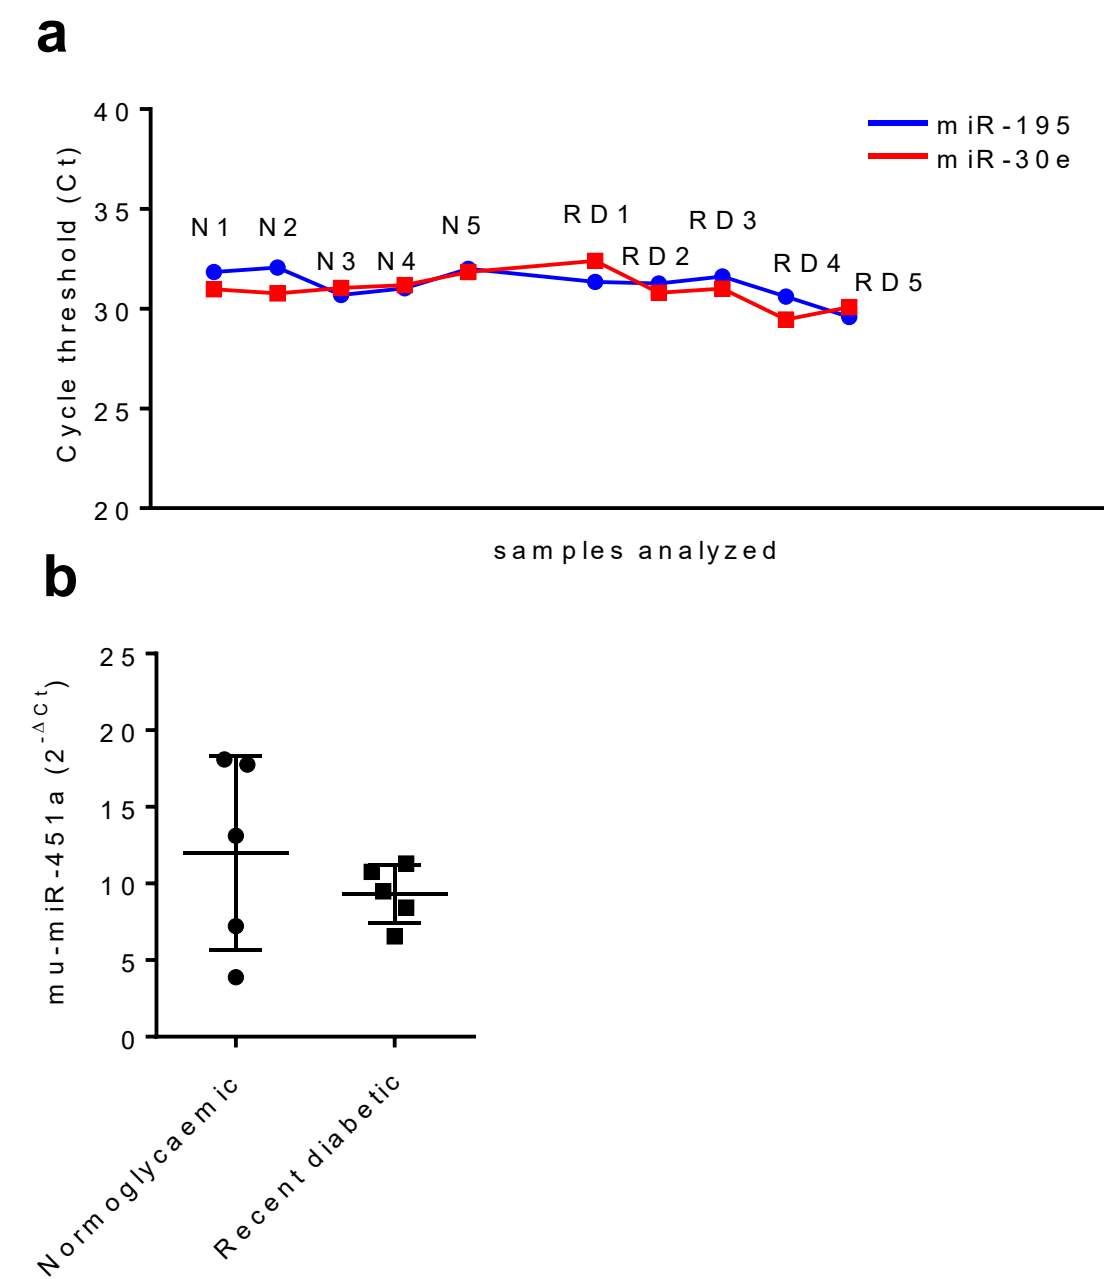 a
40
35
30
25
20
Cycle threshold (Ct)
miR-195
miR-30e
N1
N2
N3
N4
N5
RD1
RD2
RD3
RD4
RD5
samples analyzed
b
25
20
15
10
5
0
mu-miR-451a (2^-ΔCt)
Normoglycaemic
Recent diabetic